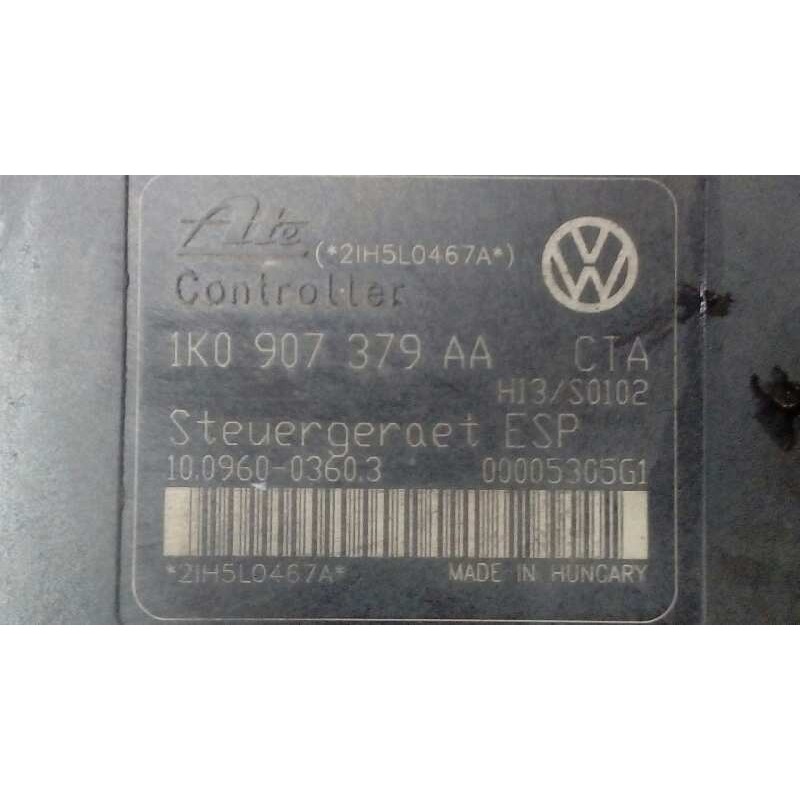 Ate (*2IH5L0467A*)
Controller
1K0 907 379 AA CTA
HI3/S0102
Steuergeraet ESP
10.0960-0360.3 00005305G1
*2IH5L0467A* MADE IN HUNGARY